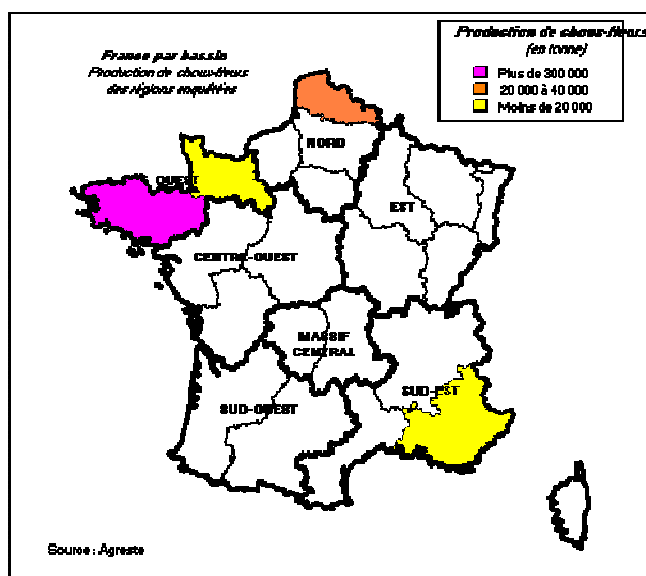 France par bassin
Production de choux-fleurs
des régions enquêtées
Production de choux-fleurs
(en tonne)
Plus de 300 000
20 000 à 40 000
Moins de 20 000
NORD
OUEST
EST
CENTRE-OUEST
MASSIF
CENTRAL
SUD-EST
SUD-OUEST
Source : Agreste